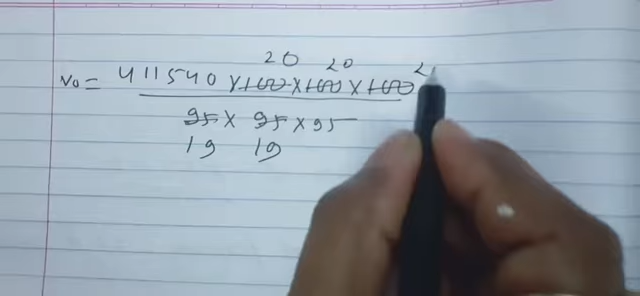 20 20 2
V₀ = 411540 x 100 x 100 x 100
95 x 95 x 95
19 19